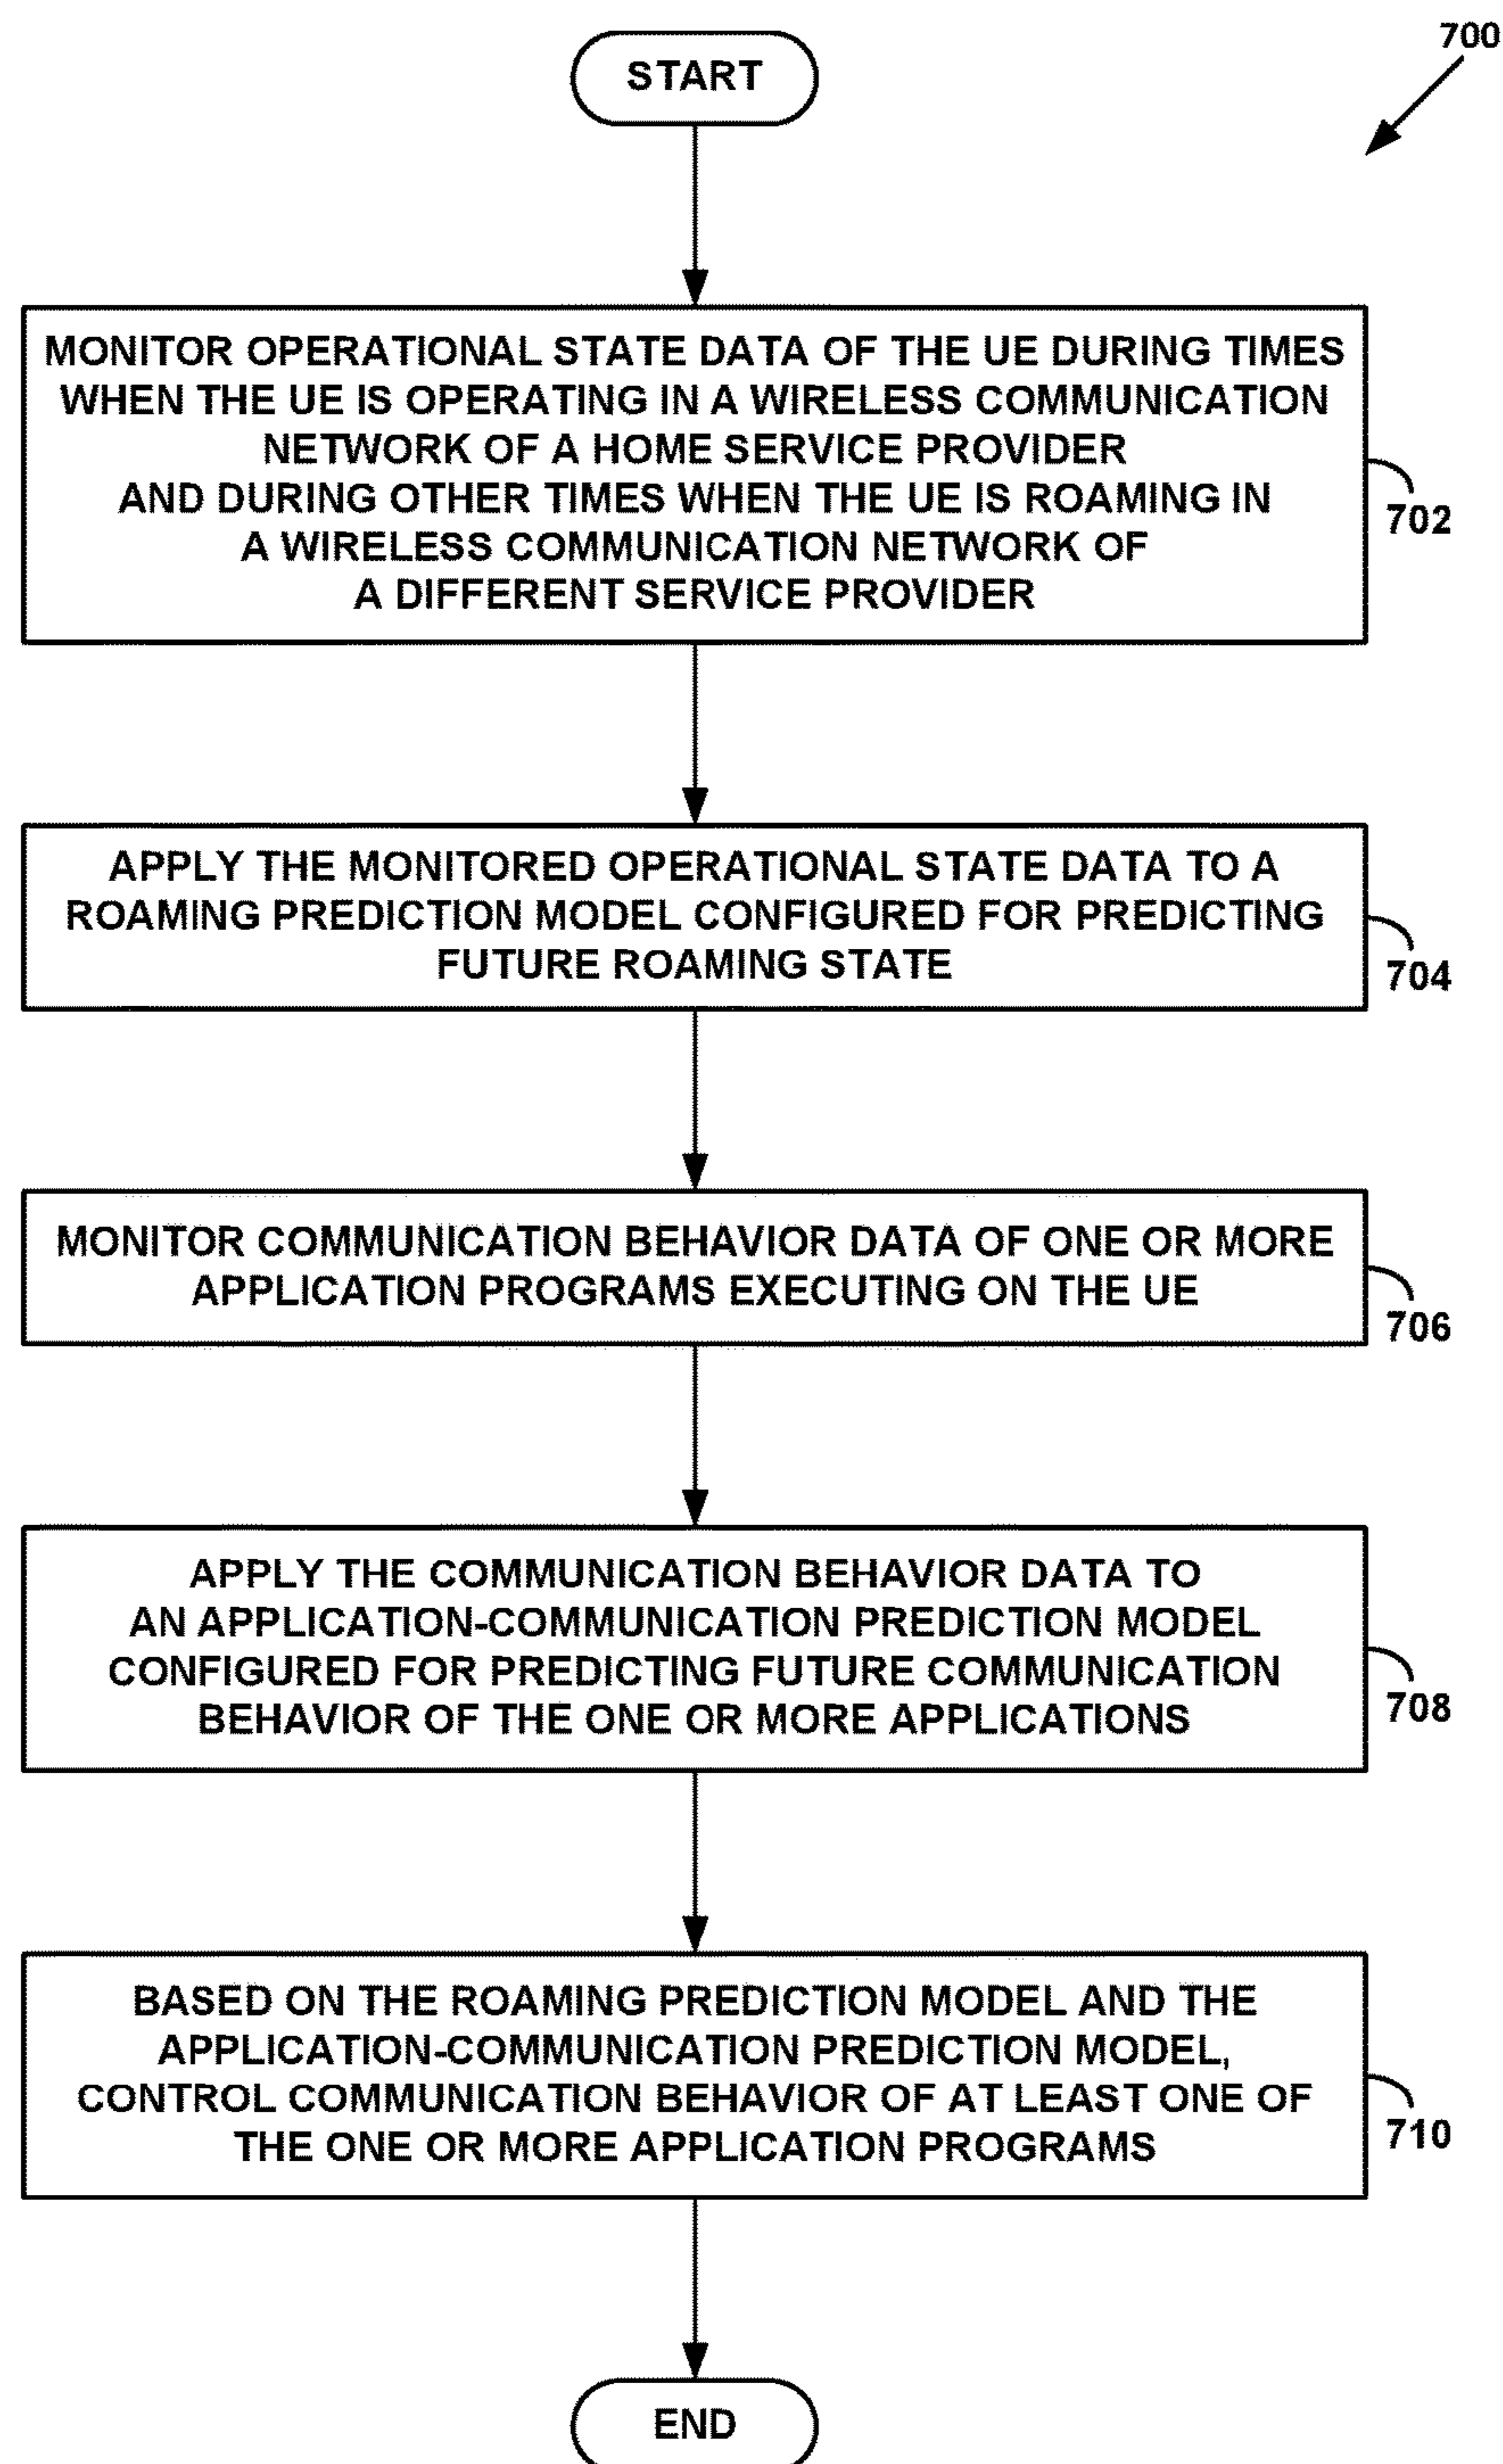 700
START
MONITOR OPERATIONAL STATE DATA OF THE UE DURING TIMES
WHEN THE UE IS OPERATING IN A WIRELESS COMMUNICATION
NETWORK OF A HOME SERVICE PROVIDER
AND DURING OTHER TIMES WHEN THE UE IS ROAMING IN
A WIRELESS COMMUNICATION NETWORK OF
A DIFFERENT SERVICE PROVIDER
702
APPLY THE MONITORED OPERATIONAL STATE DATA TO A
ROAMING PREDICTION MODEL CONFIGURED FOR PREDICTING
FUTURE ROAMING STATE
704
MONITOR COMMUNICATION BEHAVIOR DATA OF ONE OR MORE
APPLICATION PROGRAMS EXECUTING ON THE UE
706
APPLY THE COMMUNICATION BEHAVIOR DATA TO
AN APPLICATION-COMMUNICATION PREDICTION MODEL
CONFIGURED FOR PREDICTING FUTURE COMMUNICATION
BEHAVIOR OF THE ONE OR MORE APPLICATIONS
708
BASED ON THE ROAMING PREDICTION MODEL AND THE
APPLICATION-COMMUNICATION PREDICTION MODEL,
CONTROL COMMUNICATION BEHAVIOR OF AT LEAST ONE OF
THE ONE OR MORE APPLICATION PROGRAMS
710
END